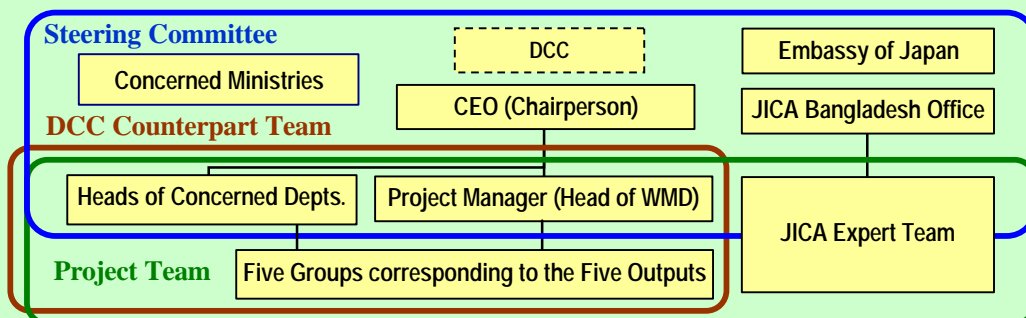 Steering Committee
DCC
Embassy of Japan
Concerned Ministries
CEO (Chairperson)
JICA Bangladesh Office
DCC Counterpart Team
Heads of Concerned Depts.
Project Manager (Head of WMD)
JICA Expert Team
Project Team
Five Groups corresponding to the Five Outputs